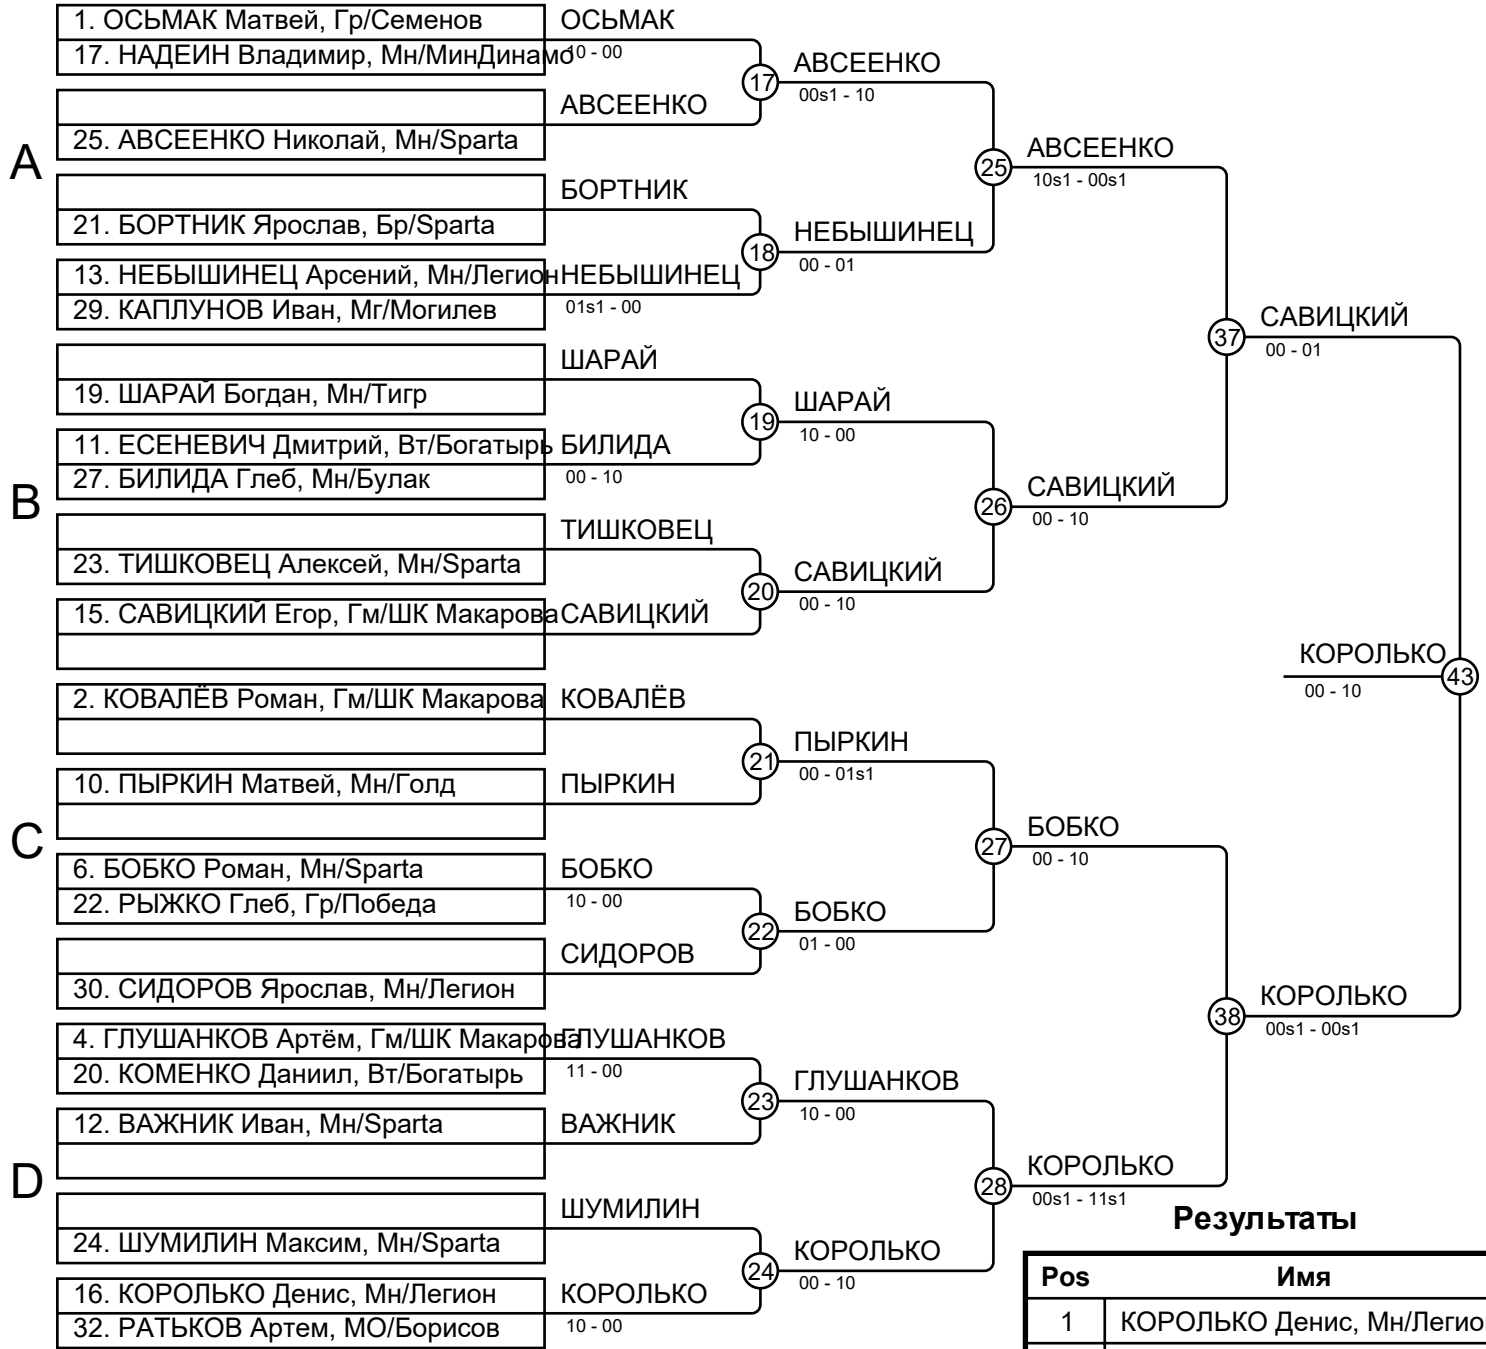 1. ОСЬМАК Матвей, Гр/Семенов
17. НАДЕИН Владимир, Мн/МинДинамо
25. АВСЕЕНКО Николай, Мн/Sparta
A
21. БОРТНИК Ярослав, Бр/Sparta
13. НЕБЫШИНЕЦ Арсений, Мн/Легион
29. КАПЛУНОВ Иван, Мг/Могилев
19. ШАРАЙ Богдан, Мн/Тигр
11. ЕСЕНЕВИЧ Дмитрий, Вт/Богатырь
27. БИЛИДА Глеб, Мн/Булак
B
23. ТИШКОВЕЦ Алексей, Мн/Sparta
15. САВИЦКИЙ Егор, Гм/ШК Макарова
2. КОВАЛЁВ Роман, Гм/ШК Макарова
10. ПЫРКИН Матвей, Мн/Голд
C
6. БОБКО Роман, Мн/Sparta
22. РЫЖКО Глеб, Гр/Победа
30. СИДОРОВ Ярослав, Мн/Легион
4. ГЛУШАНКОВ Артём, Гм/ШК Макарова
20. КОМЕНКО Даниил, Вт/Богатырь
12. ВАЖНИК Иван, Мн/Sparta
D
24. ШУМИЛИН Максим, Мн/Sparta
16. КОРОЛЬКО Денис, Мн/Легион
32. РАТЬКОВ Артем, МО/Борисов
ОСЬМАК
10 - 00
АВСЕЕНКО
БОРТНИК
НЕБЫШИНЕЦ
01s1 - 00
ШАРАЙ
БИЛИДА
00 - 10
ТИШКОВЕЦ
САВИЦКИЙ
КОВАЛЁВ
ПЫРКИН
БОБКО
10 - 00
СИДОРОВ
ГЛУШАНКОВ
11 - 00
ВАЖНИК
ШУМИЛИН
КОРОЛЬКО
10 - 00
17
АВСЕЕНКО
00s1 - 10
18
НЕБЫШИНЕЦ
00 - 01
19
ШАРАЙ
10 - 00
20
САВИЦКИЙ
00 - 10
21
ПЫРКИН
00 - 01s1
22
БОБКО
01 - 00
23
ГЛУШАНКОВ
10 - 00
24
КОРОЛЬКО
00 - 10
25
АВСЕЕНКО
10s1 - 00s1
26
САВИЦКИЙ
00 - 10
27
БОБКО
00 - 10
28
КОРОЛЬКО
00s1 - 11s1
37
САВИЦКИЙ
00 - 01
38
КОРОЛЬКО
00s1 - 00s1
КОРОЛЬКО
43
00 - 10
Результаты
Pos Имя
1 КОРОЛЬКО Денис, Мн/Легион